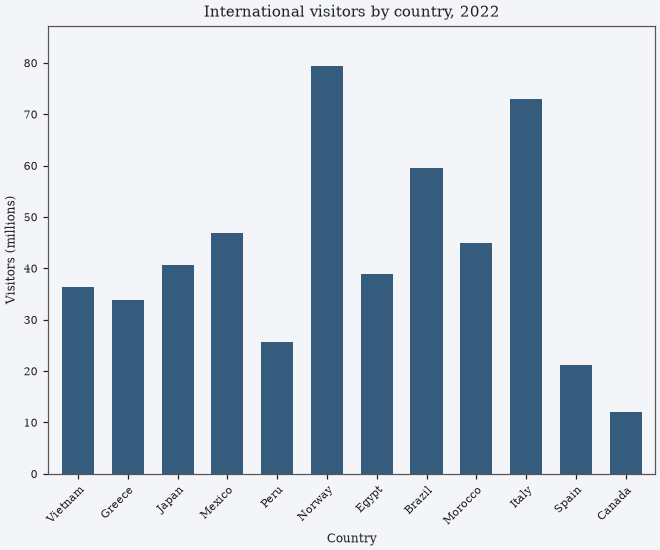 International visitors by country, 2022
Visitors (millions)
80
70
60
50
40
30
20
10
0
Vietnam
Greece
Japan
Mexico
Peru
Norway
Egypt
Brazil
Morocco
Italy
Spain
Canada
Country